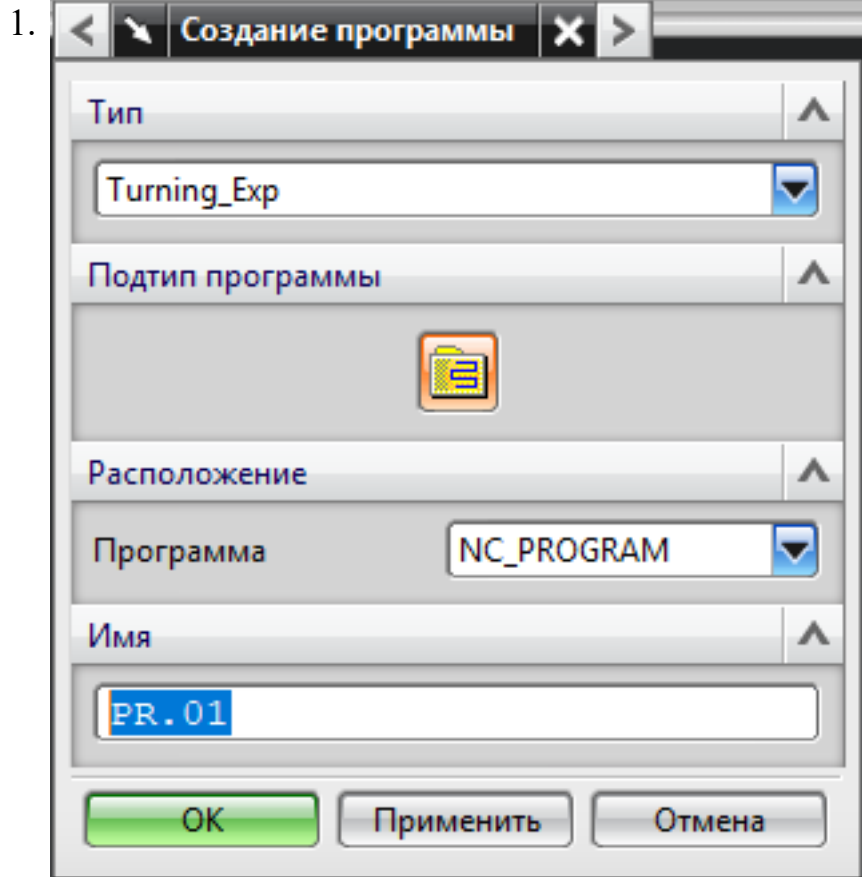 1.
Создание программы
Тип
Turning_Exp
Подтип программы
Расположение
Программа NC_PROGRAM
Имя
PR.01
OK Применить Отмена